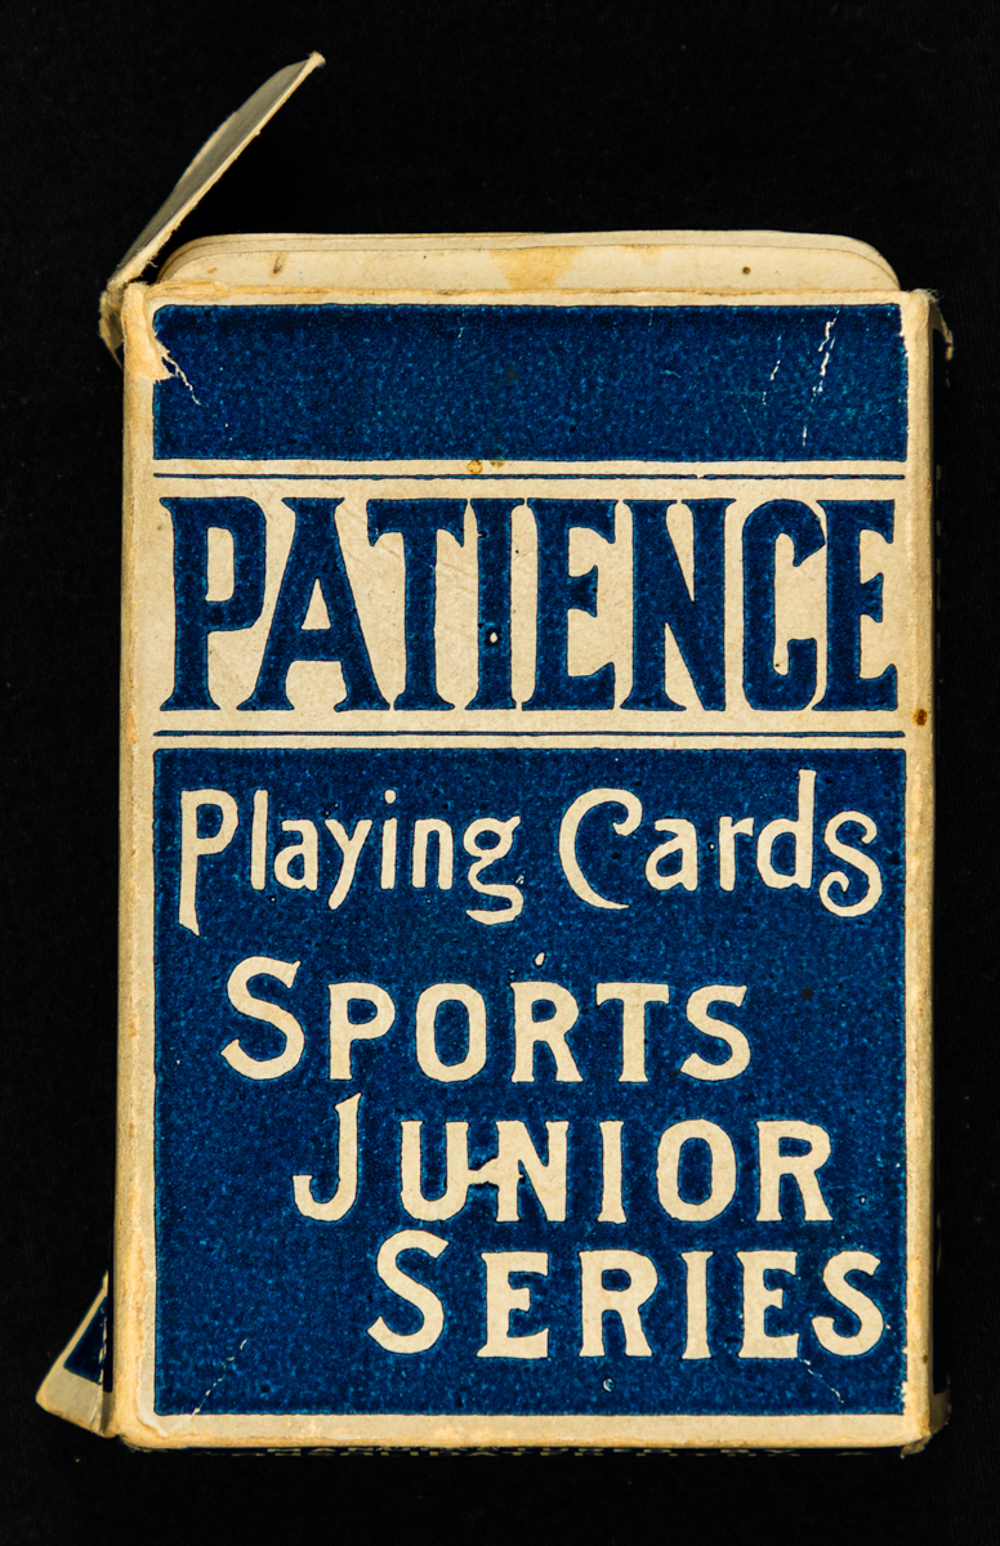 PATIENCE
Playing Cards
SPORTS
JUNIOR
SERIES